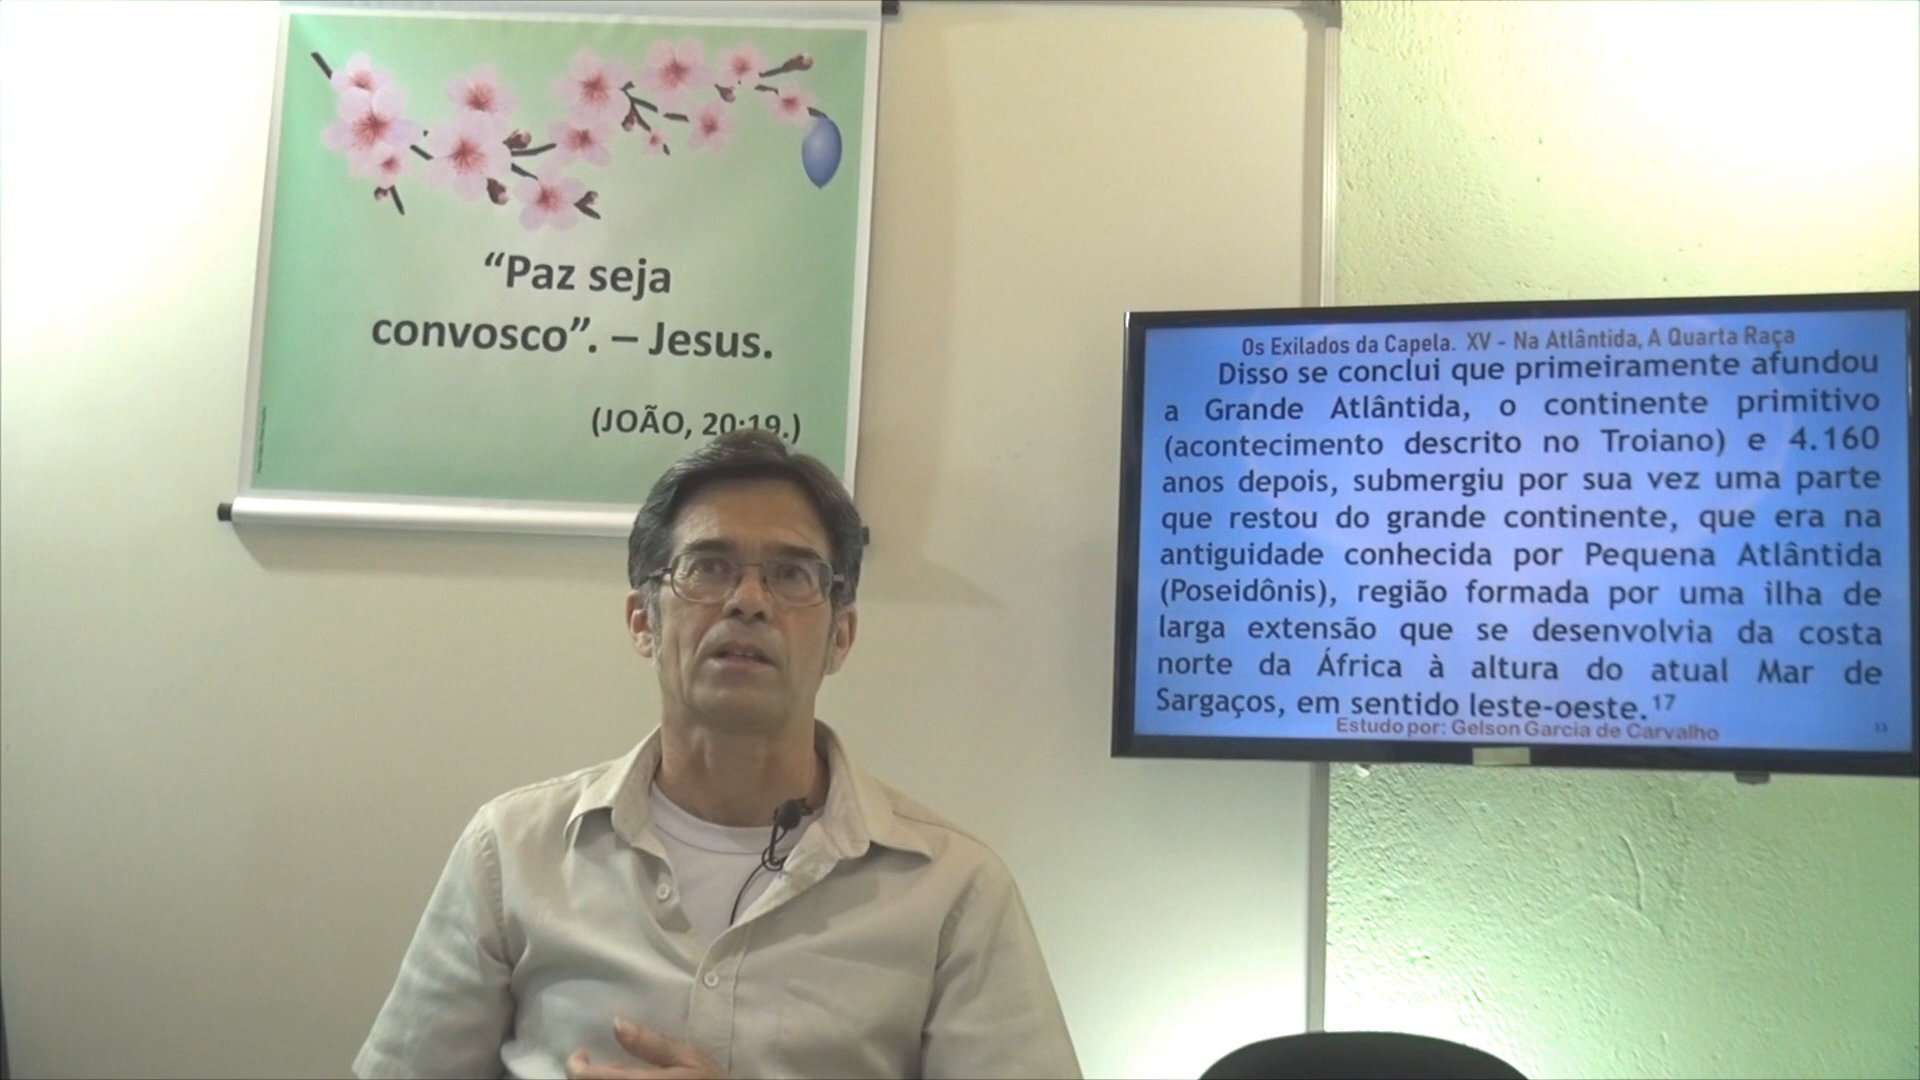 “Paz seja
convosco”. – Jesus.
(JOÃO, 20:19.)
Os Exilados da Capela. XV - Na Atlântida, A Quarta Raça
Disso se conclui que primeiramente afundou
a Grande Atlântida, o continente primitivo
(acontecimento descrito no Troiano) e 4.160
anos depois, submergiu por sua vez uma parte
que restou do grande continente, que era na
antiguidade conhecida por Pequena Atlântida
(Poseidônis), região formada por uma ilha de
larga extensão que se desenvolvia da costa
norte da África à altura do atual Mar de
Sargaços, em sentido leste-oeste.17
Estudo por: Gelson Garcia de Carvalho